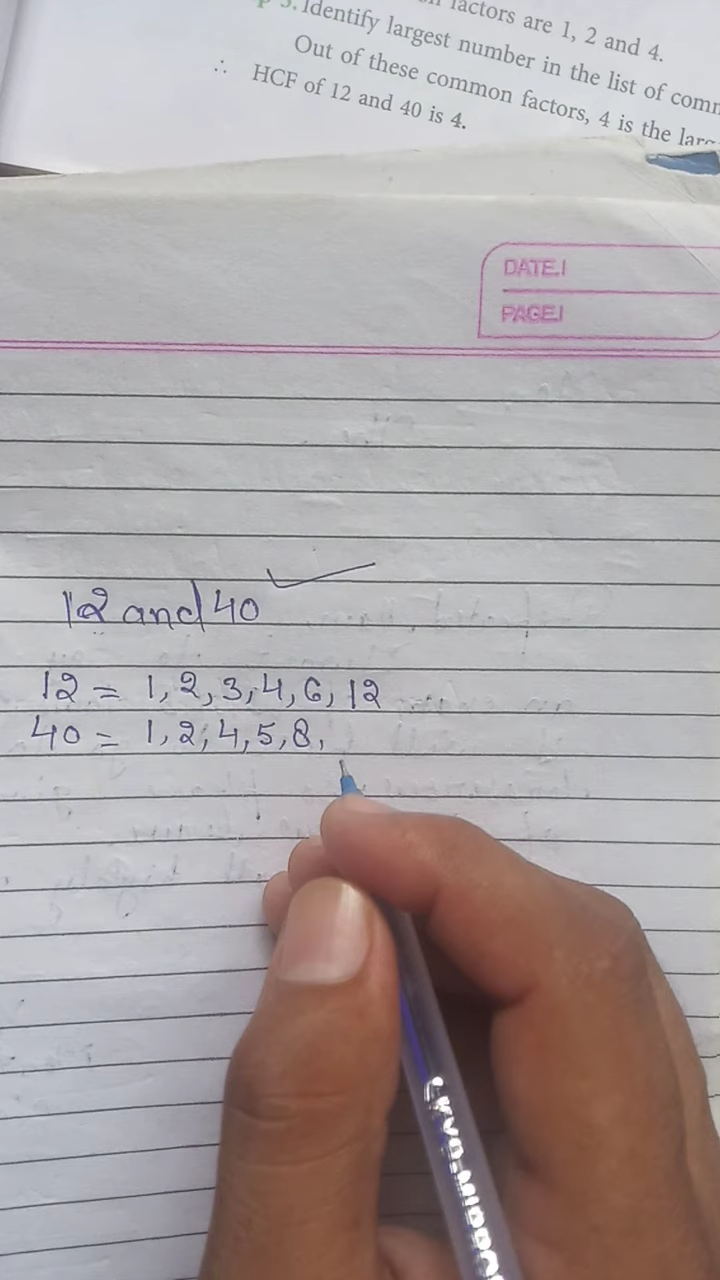 factors are 1, 2 and 4.
3. Identify largest number in the list of
Out of these common factors, 4 is the
∴ HCF of 12 and 40 is 4.
DATE.
PAGE.
12 and 40
12 = 1, 2, 3, 4, 6, 12
40 = 1, 2, 4, 5, 8,